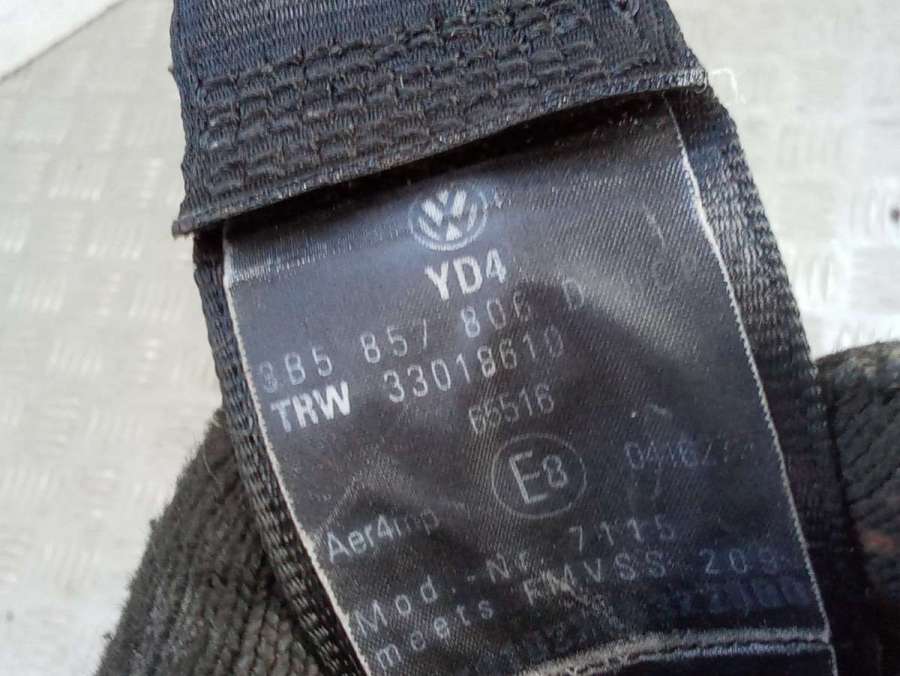 YD4
3B5 857 806 D
TRW 33018610
65516
E8
Aer4mp
Mod.-Nr. 7115
meets FMVSS 209